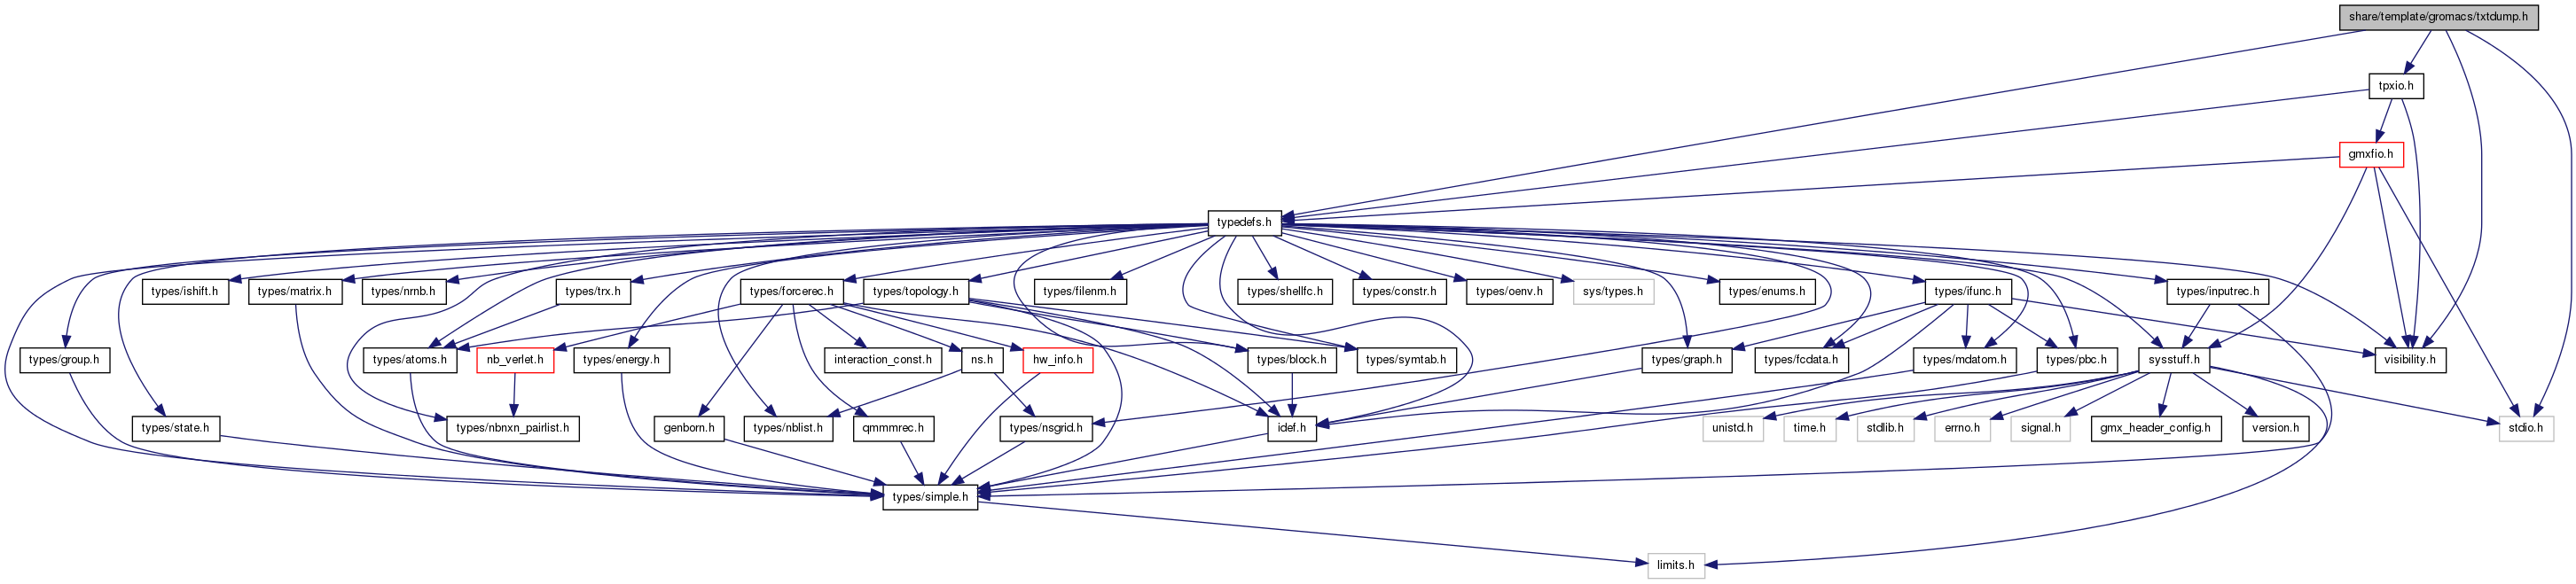 share/template/gromacs/txtdump.h
tpxio.h
gmxfio.h
typedefs.h
types/ishift.h
types/matrix.h
types/nrnb.h
types/trx.h
types/forcerec.h
types/topology.h
types/filenm.h
types/shellfc.h
types/constr.h
types/oenv.h
sys/types.h
types/enums.h
types/ifunc.h
types/inputrec.h
types/group.h
types/atoms.h
nb_verlet.h
types/energy.h
interaction_const.h
ns.h
hw_info.h
types/block.h
types/symtab.h
types/graph.h
types/fcdata.h
types/mdatom.h
types/pbc.h
sysstuff.h
visibility.h
types/state.h
types/nbnxn_pairlist.h
genborn.h
types/nblist.h
qmmmrec.h
types/nsgrid.h
idef.h
unistd.h
time.h
stdlib.h
errno.h
signal.h
gmx_header_config.h
version.h
stdio.h
types/simple.h
limits.h